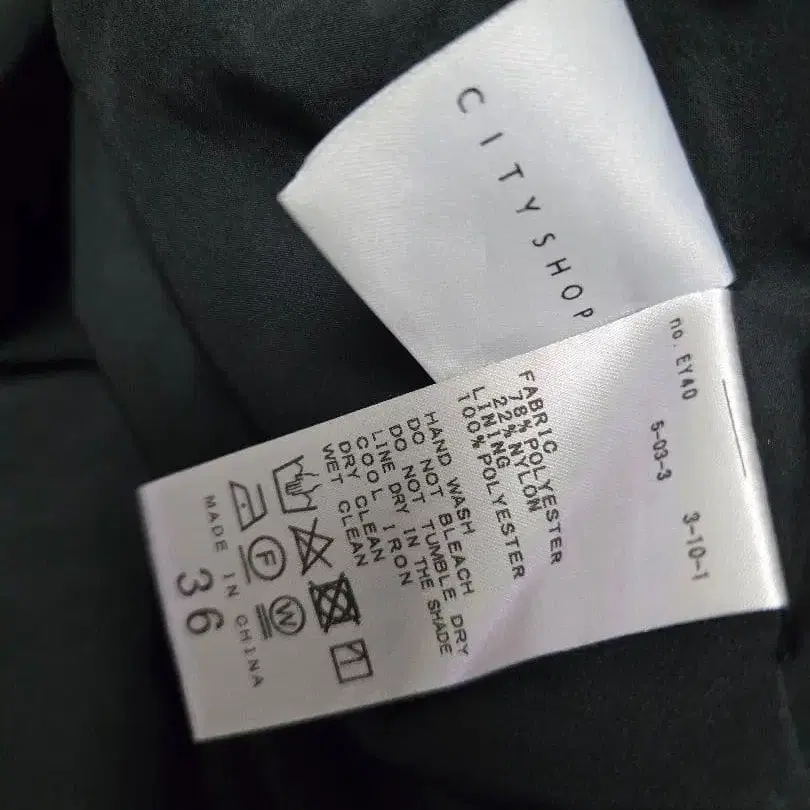 CITYSHOP
no. EY40
5-03-3
3-10-1
FABRIC
78% POLYESTER
22% NYLON
LINING
100% POLYESTER
HAND WASH
DO NOT BLEACH
DO NOT TUMBLE DRY
LINE DRY IN THE SHADE
COOL IRON
DRY CLEAN
WET CLEAN
F
W
MADE IN CHINA
36